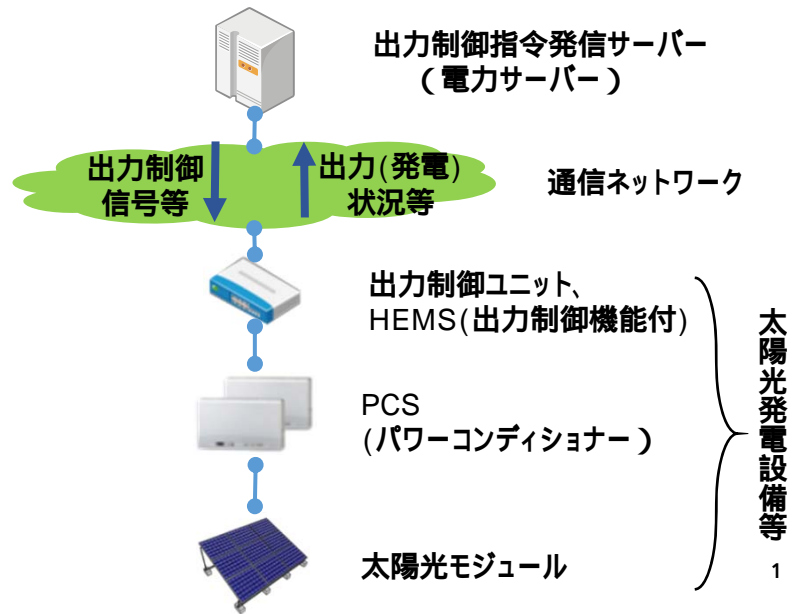 出力制御指令発信サーバー
(電力サーバー)
出力制御
信号等
出力(発電)
状況等
通信ネットワーク
出力制御ユニット、
HEMS(出力制御機能付)
PCS
(パワーコンディショナー)
太陽光モジュール
太陽光発電設備等
1